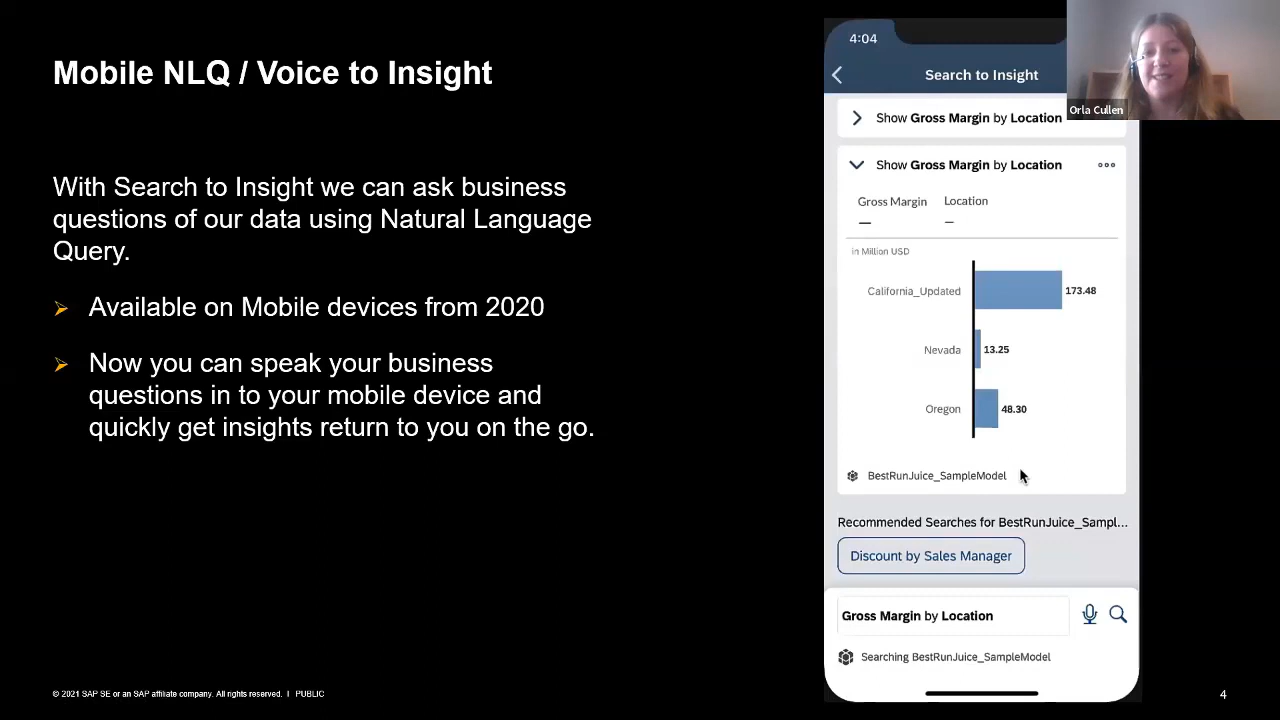 Mobile NLQ / Voice to Insight
With Search to Insight we can ask business
questions of our data using Natural Language
Query.
Available on Mobile devices from 2020
Now you can speak your business
questions in to your mobile device and
quickly get insights return to you on the go.
© 2021 SAP SE or an SAP affiliate company. All rights reserved. I PUBLIC
4
4:04
Search to Insight
Orla Cullen
Show Gross Margin by Location
Show Gross Margin by Location
Gross Margin Location
— –
in Million USD
California_Updated 173.48
Nevada 13.25
Oregon 48.30
BestRunJuice_SampleModel
Recommended Searches for BestRunJuice_Sampl...
Discount by Sales Manager
Gross Margin by Location
Searching BestRunJuice_SampleModel